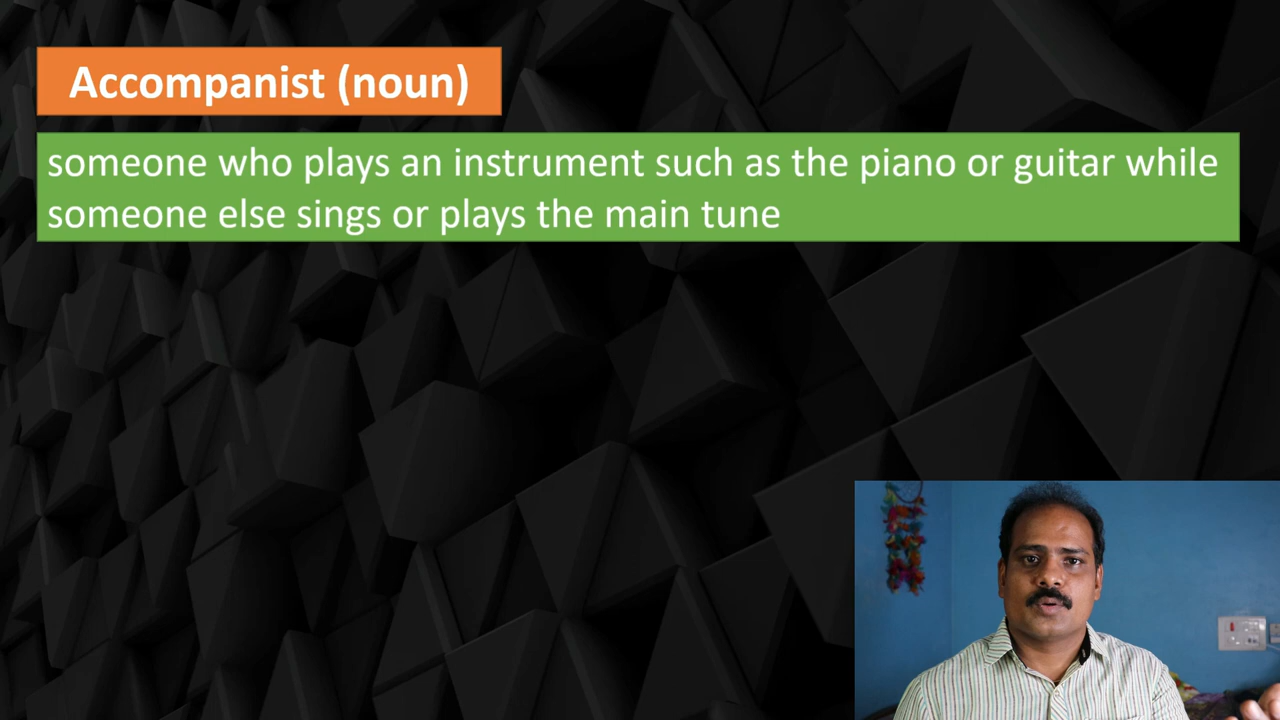 Accompanist (noun)
someone who plays an instrument such as the piano or guitar while
someone else sings or plays the main tune